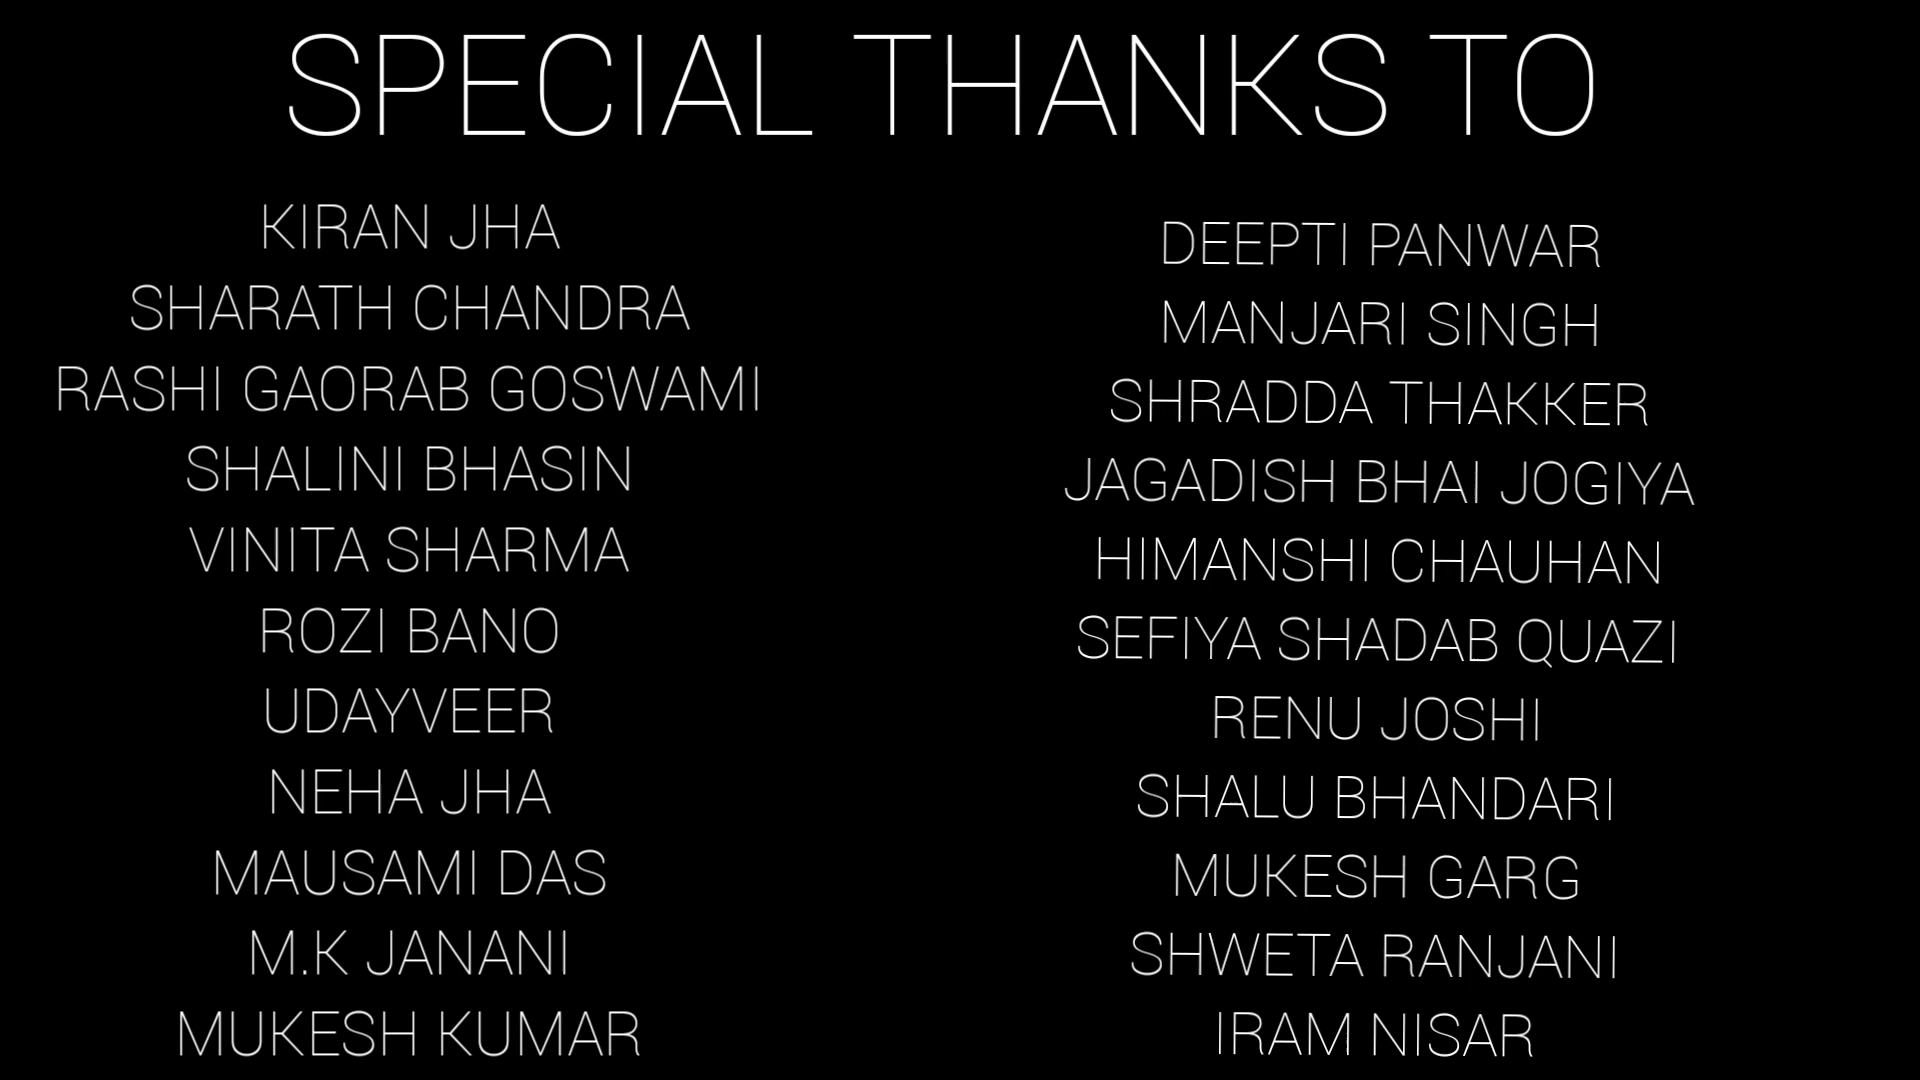 SPECIAL THANKS TO
KIRAN JHA
SHARATH CHANDRA
RASHI GAORAB GOSWAMI
SHALINI BHASIN
VINITA SHARMA
ROZI BANO
UDAYVEER
NEHA JHA
MAUSAMI DAS
M.K JANANI
MUKESH KUMAR
DEEPTI PANWAR
MANJARI SINGH
SHRADDA THAKKER
JAGADISH BHAI JOGIYA
HIMANSHI CHAUHAN
SEFIYA SHADAB QUAZI
RENU JOSHI
SHALU BHANDARI
MUKESH GARG
SHWETA RANJANI
IRAM NISAR